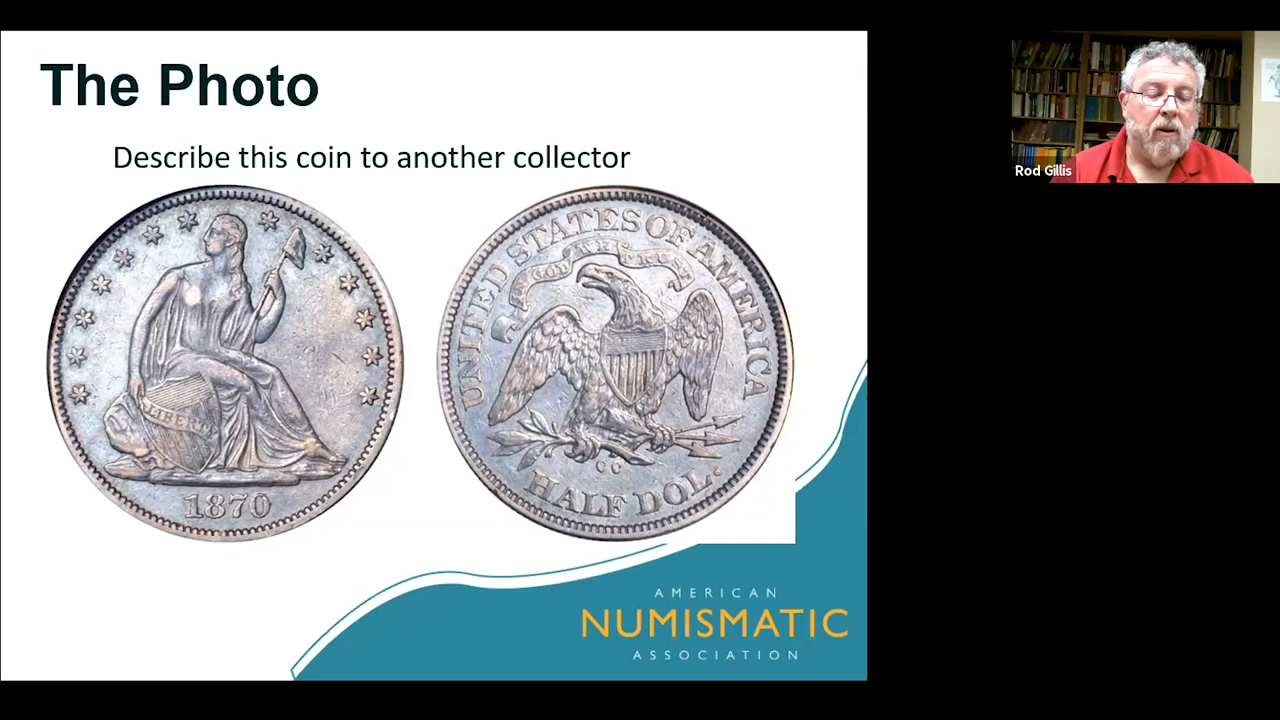 The Photo
Describe this coin to another collector
LIBERTY
1870
UNITED STATES OF AMERICA
IN GOD WE TRUST
CC
HALF DOL.
AMERICAN
NUMISMATIC
ASSOCIATION
Rod Gillis